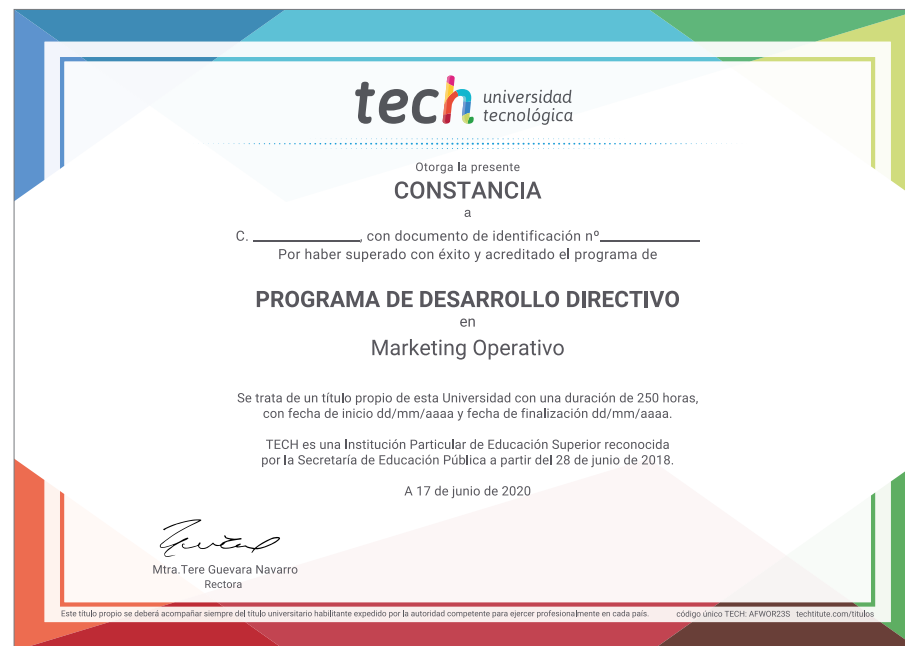 tech universidad
tecnológica
Otorga la presente
CONSTANCIA
a
C. ____________, con documento de identificación nº____________
Por haber superado con éxito y acreditado el programa de
PROGRAMA DE DESARROLLO DIRECTIVO
en
Marketing Operativo
Se trata de un título propio de esta Universidad con una duración de 250 horas,
con fecha de inicio dd/mm/aaaa y fecha de finalización dd/mm/aaaa.
TECH es una Institución Particular de Educación Superior reconocida
por la Secretaría de Educación Pública a partir del 28 de junio de 2018.
A 17 de junio de 2020
Mtra.Tere Guevara Navarro
Rectora
Este título propio se deberá acompañar siempre del título universitario habilitante expedido por la autoridad competente para ejercer profesionalmente en cada país. código único TECH: AFWOR23S techtitute.com/titulos